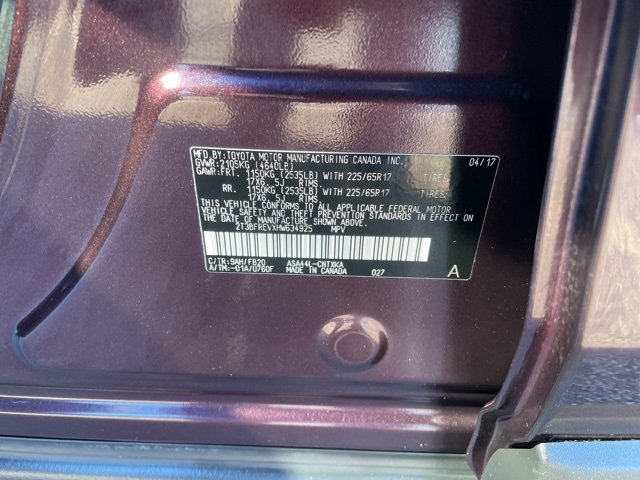 MFD.BY:TOYOTA MOTOR MANUFACTURING CANADA INC. 04/17
GVWR:2105KG (4640LB)
GAWR:FRT. 1150KG (2535LB) WITH 225/65R17 TIRES,
17X6.5J RIMS.
RR. 1150KG (2535LB) WITH 225/65R17 TIRES,
17X6.5J RIMS.
THIS VEHICLE CONFORMS TO ALL APPLICABLE FEDERAL MOTOR
VEHICLE SAFETY AND BUMPER STANDARDS IN EFFECT ON
THE DATE OF MANUFACTURE SHOWN ABOVE.
2T3BFREVXHW634925 MPV
C/TR:9AH/FB20 ASA44L-CNTXKA
A/TM:-01A/U760F MADE IN CANADA 027 A